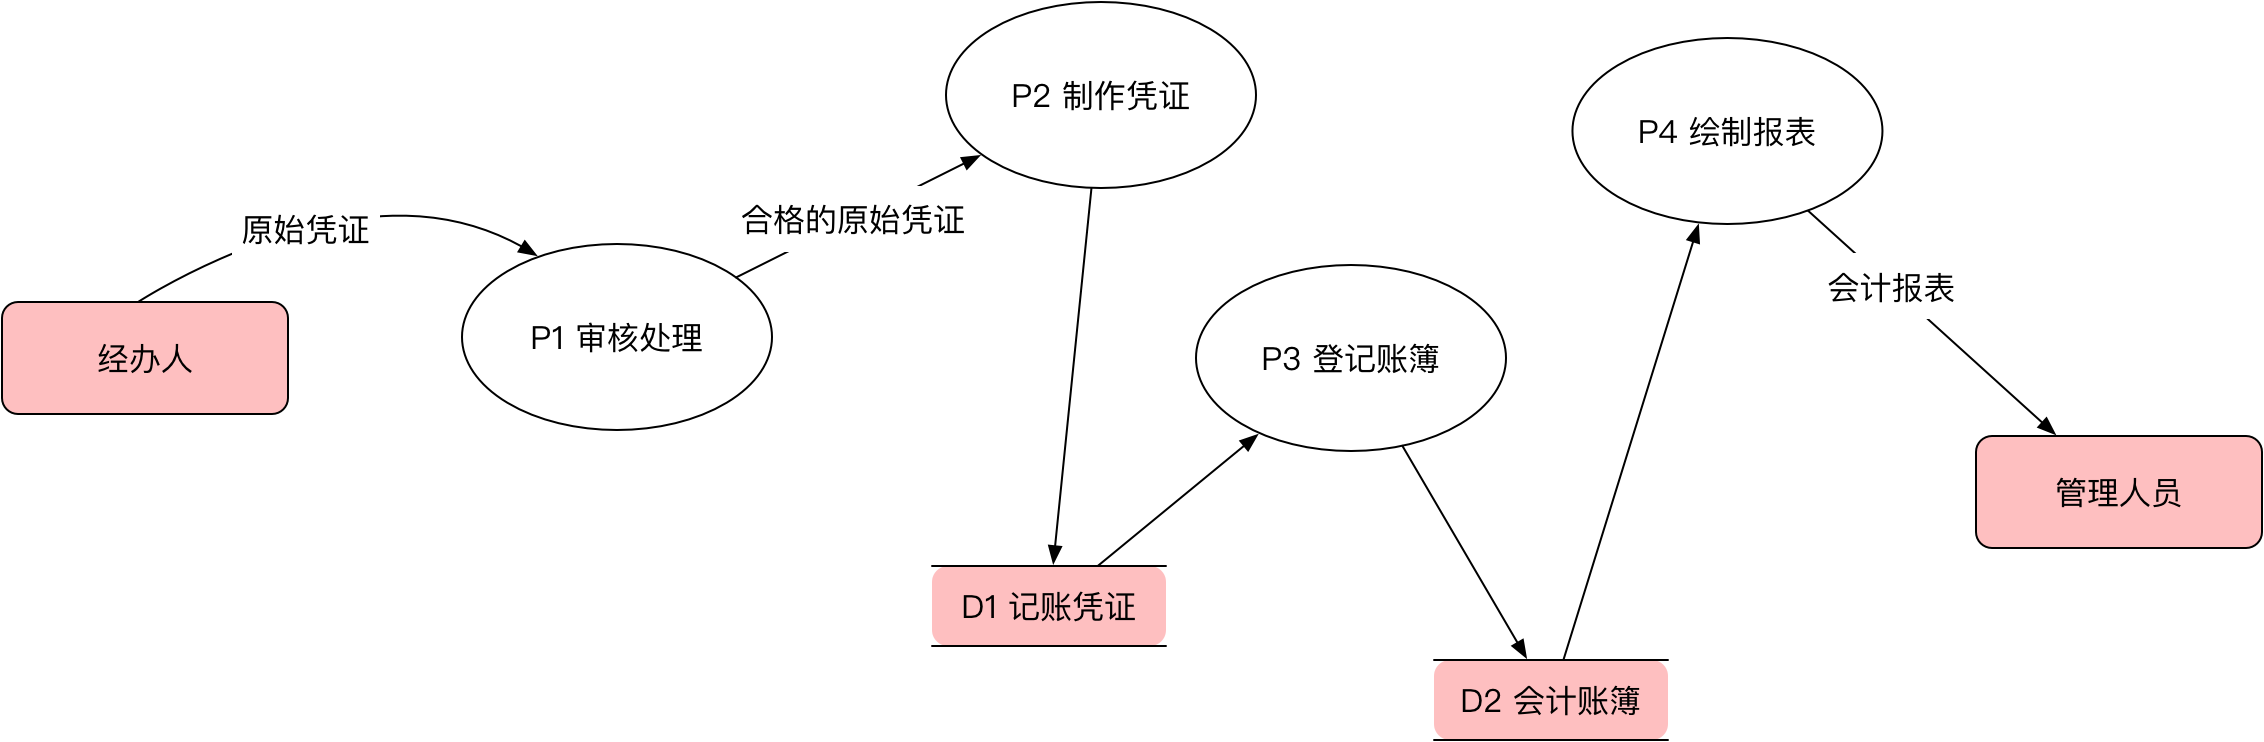 P2 制作凭证
P4 绘制报表
原始凭证
合格的原始凭证
会计报表
经办人
P1 审核处理
P3 登记账簿
管理人员
D1 记账凭证
D2 会计账簿